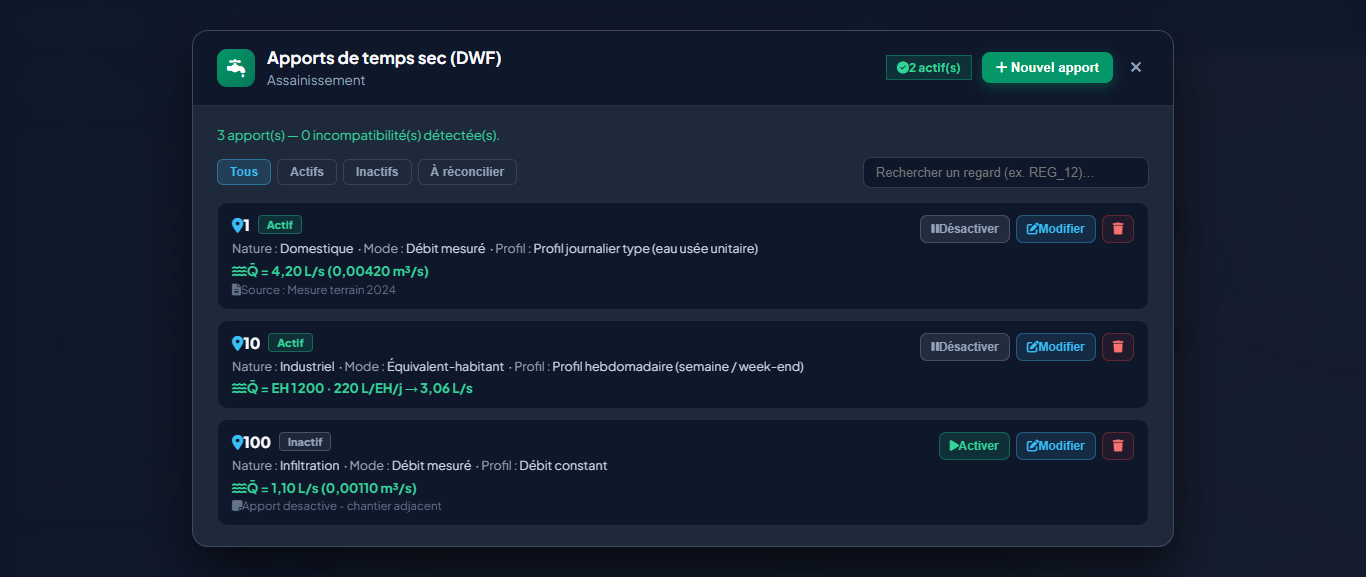 Apports de temps sec (DWF)
Assainissement
2 actif(s)
+ Nouvel apport
×
3 apport(s) — 0 incompatibilité(s) détectée(s).
Tous
Actifs
Inactifs
À réconcilier
Rechercher un regard (ex. REG_12)...
1 Actif
Désactiver
Modifier
Nature : Domestique · Mode : Débit mesuré · Profil : Profil journalier type (eau usée unitaire)
Q̄ = 4,20 L/s (0,00420 m³/s)
Source : Mesure terrain 2024
10 Actif
Désactiver
Modifier
Nature : Industriel · Mode : Équivalent-habitant · Profil : Profil hebdomadaire (semaine / week-end)
Q̄ = EH 1200 · 220 L/EH/j → 3,06 L/s
100 Inactif
Activer
Modifier
Nature : Infiltration · Mode : Débit mesuré · Profil : Débit constant
Q̄ = 1,10 L/s (0,00110 m³/s)
Apport desactive - chantier adjacent